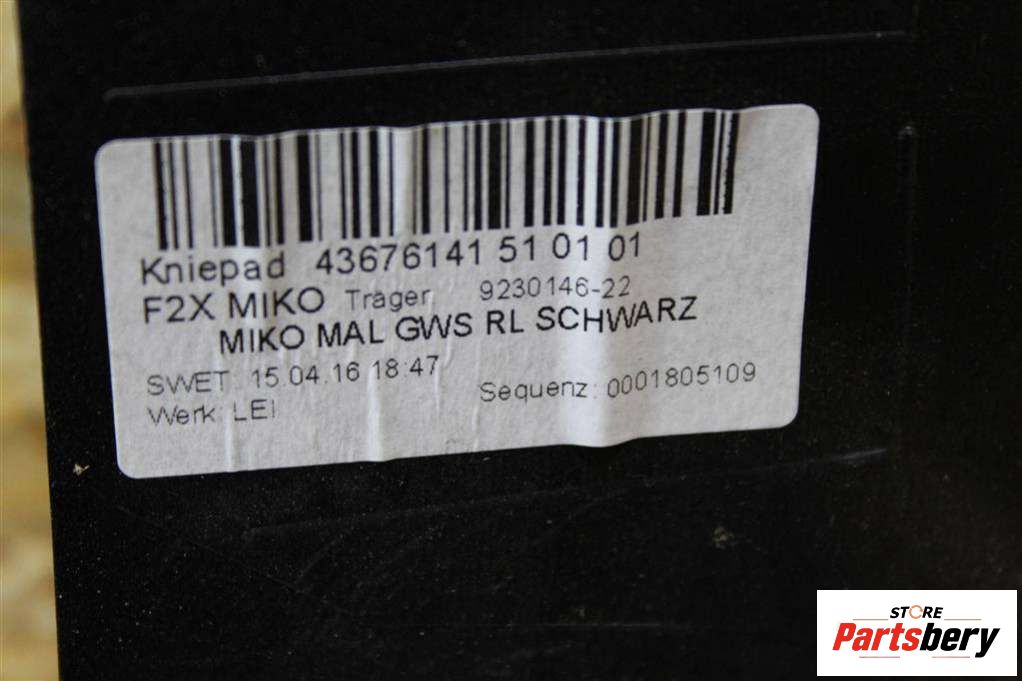 Kniepad 43676141 51 01 01
F2X MIKO Träger 9230146-22
MIKO MAL GWS RL SCHWARZ
SWET: 15.04.16 18:47
Sequenz: 0001805109
Werk: LEI
STORE
Partsbery